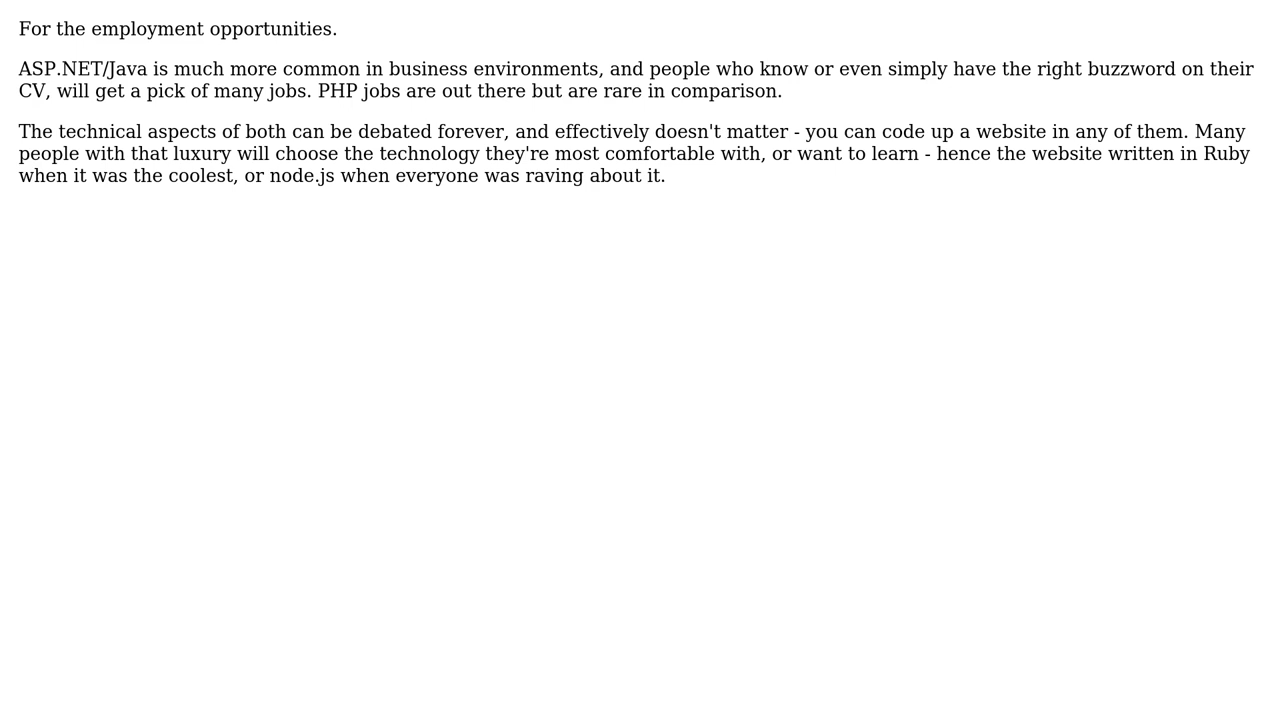 For the employment opportunities.
ASP.NET/Java is much more common in business environments, and people who know or even simply have the right buzzword on their
CV, will get a pick of many jobs. PHP jobs are out there but are rare in comparison.
The technical aspects of both can be debated forever, and effectively doesn't matter - you can code up a website in any of them. Many
people with that luxury will choose the technology they're most comfortable with, or want to learn - hence the website written in Ruby
when it was the coolest, or node.js when everyone was raving about it.